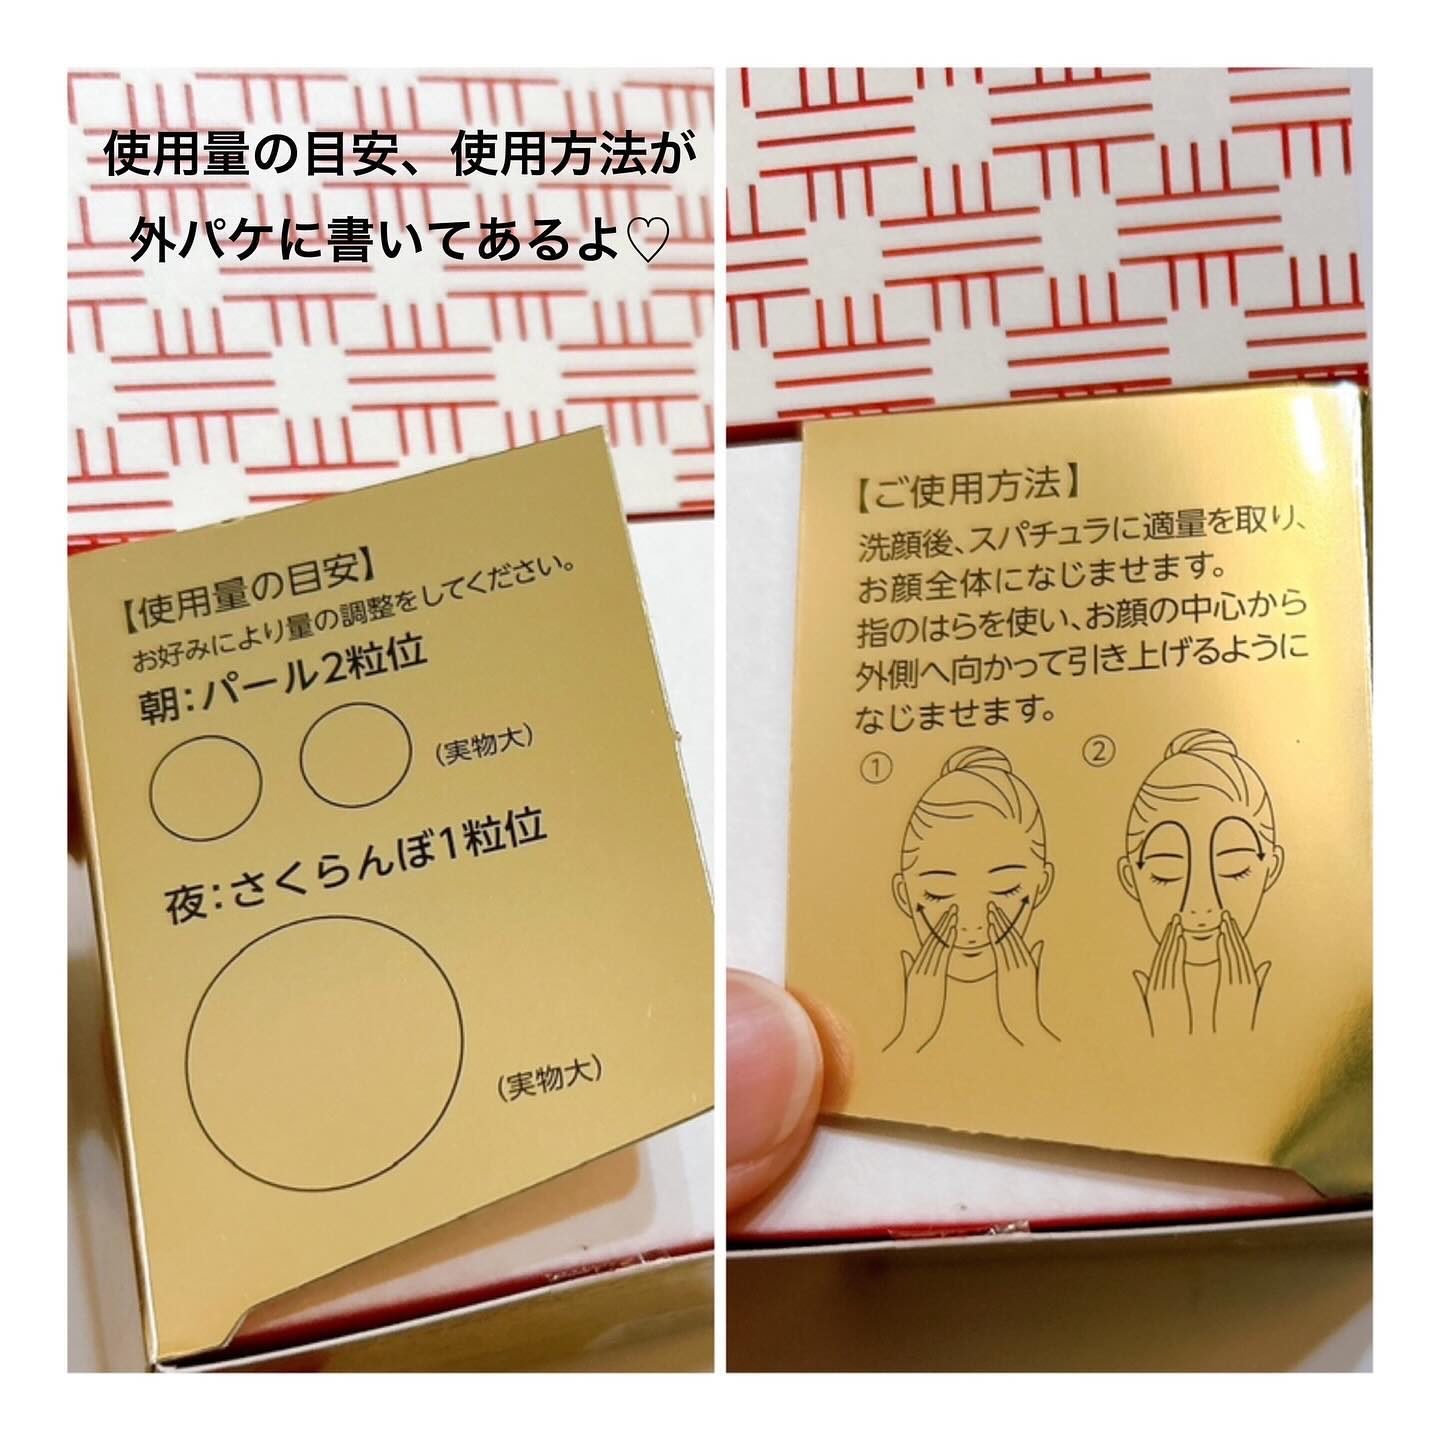 使用量の目安、使用方法が
外パケに書いてあるよ♡
【使用量の目安】
お好みにより量の調整をしてください。
朝:パール2粒位
(実物大)
夜:さくらんぼ1粒位
(実物大)
【ご使用方法】
洗顔後、スパチュラに適量を取り、
お顔全体になじませます。
指のはらを使い、お顔の中心から
外側へ向かって引き上げるように
なじませます。
① ②